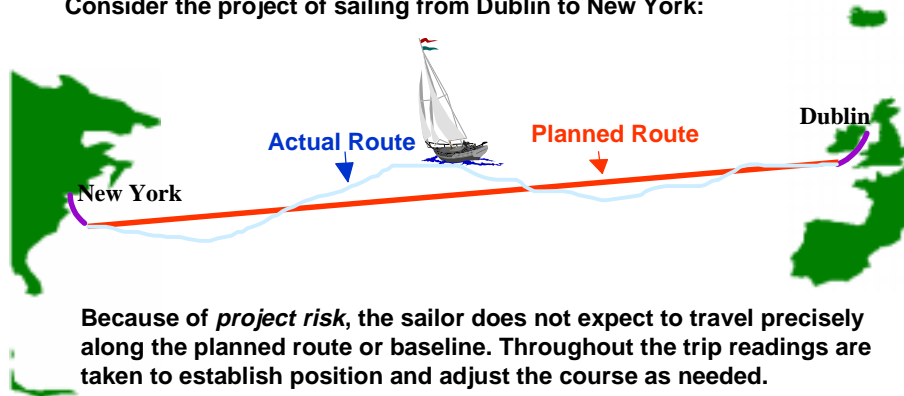 Consider the project of sailing from Dublin to New York:
Dublin
Actual Route
Planned Route
New York
Because of project risk, the sailor does not expect to travel precisely
along the planned route or baseline. Throughout the trip readings are
taken to establish position and adjust the course as needed.